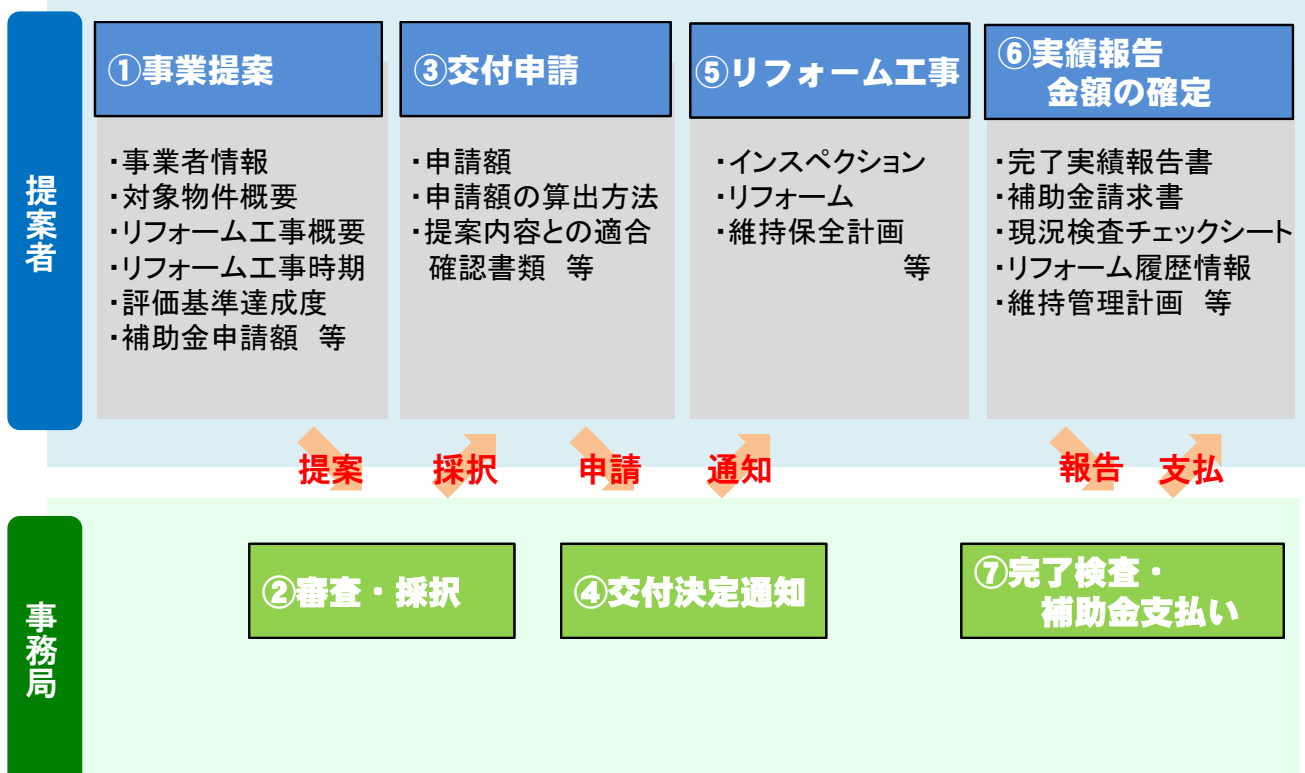 提案者
①事業提案
・事業者情報
・対象物件概要
・リフォーム工事概要
・リフォーム工事時期
・評価基準達成度
・補助金申請額　等
③交付申請
・申請額
・申請額の算出方法
・提案内容との適合
確認書類　等
⑤リフォーム工事
・インスペクション
・リフォーム
・維持保全計画
等
⑥実績報告
金額の確定
・完了実績報告書
・補助金請求書
・現況検査チェックシート
・リフォーム履歴情報
・維持管理計画　等
提案
採択
申請
通知
報告
支払
事務局
②審査・採択
④交付決定通知
⑦完了検査・
補助金支払い